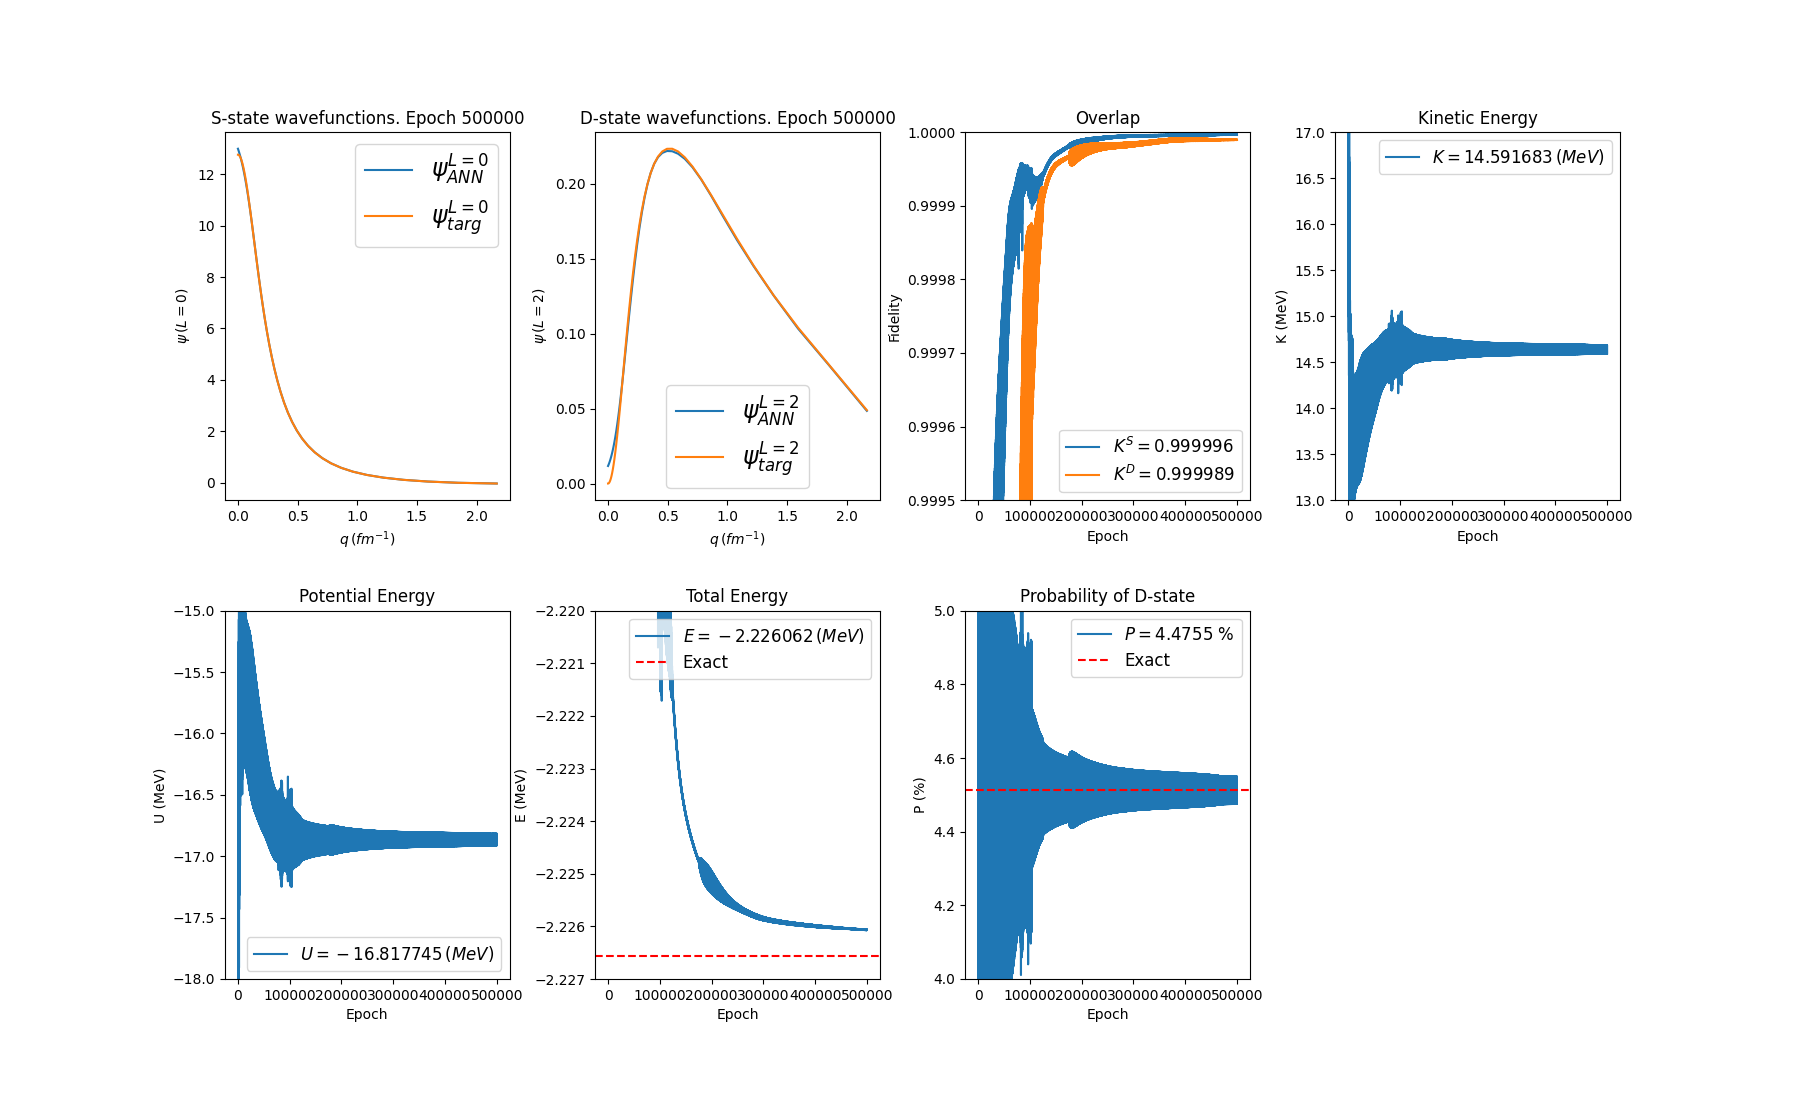 S-state wavefunctions. Epoch 500000
ψ_{ANN}^{L=0}
ψ_{targ}^{L=0}
ψ(L = 0)
12
10
8
6
4
2
0
0.0 0.5 1.0 1.5 2.0
q (fm⁻¹)
D-state wavefunctions. Epoch 500000
ψ_{ANN}^{L=2}
ψ_{targ}^{L=2}
ψ(L = 2)
0.20
0.15
0.10
0.05
0.00
0.0 0.5 1.0 1.5 2.0
q (fm⁻¹)
Overlap
K^S = 0.999996
K^D = 0.999989
Fidelity
1.0000
0.9999
0.9998
0.9997
0.9996
0.9995
0 100000 200000 300000 400000 500000
Epoch
Kinetic Energy
K = 14.591683 (MeV)
K (MeV)
17.0
16.5
16.0
15.5
15.0
14.5
14.0
13.5
13.0
0 100000 200000 300000 400000 500000
Epoch
Potential Energy
U = −16.817745 (MeV)
U (MeV)
−15.0
−15.5
−16.0
−16.5
−17.0
−17.5
−18.0
0 100000 200000 300000 400000 500000
Epoch
Total Energy
E = −2.226062 (MeV)
Exact
E (MeV)
−2.220
−2.221
−2.222
−2.223
−2.224
−2.225
−2.226
−2.227
0 100000 200000 300000 400000 500000
Epoch
Probability of D-state
P = 4.4755 %
Exact
P (%)
5.0
4.8
4.6
4.4
4.2
4.0
0 100000 200000 300000 400000 500000
Epoch